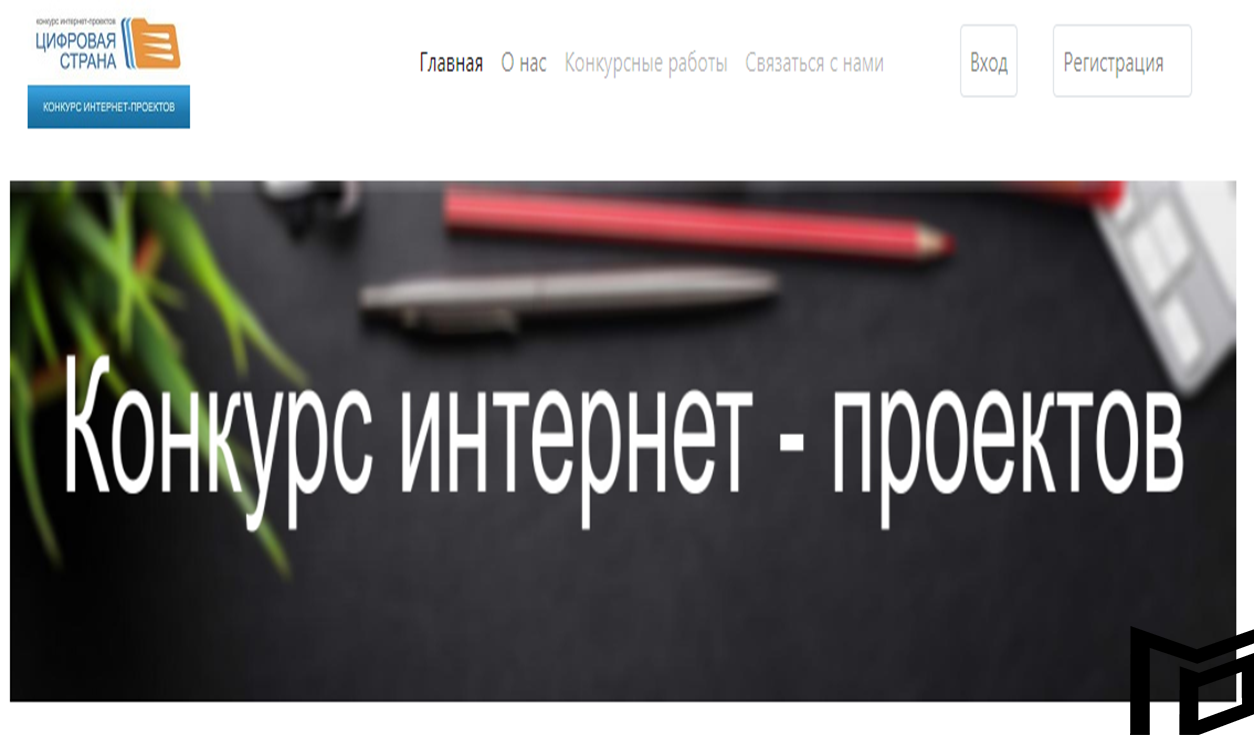 конкурс интернет-проектов
ЦИФРОВАЯ
СТРАНА
КОНКУРС ИНТЕРНЕТ-ПРОЕКТОВ
Главная О нас Конкурсные работы Связаться с нами Вход Регистрация
Конкурс интернет - проектов